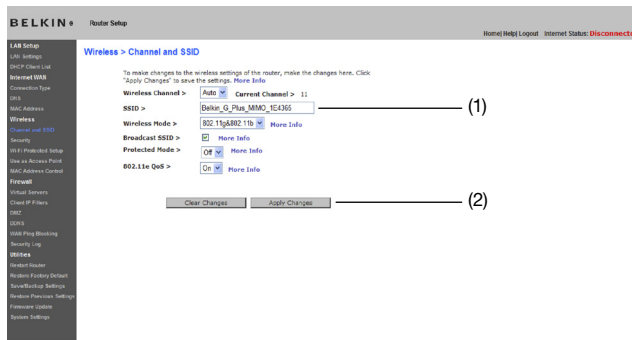 BELKIN Router Setup
Home| Help| Logout Internet Status: Disconnecte
LAN Setup
LAN Settings
DHCP Client List
Internet WAN
Connection Type
DNS
MAC Address
Wireless
Channel and SSID
Security
Wi-Fi Protected Setup
Use as Access Point
MAC Address Control
Firewall
Virtual Servers
Client IP Filters
DMZ
DDNS
WAN Ping Blocking
Security Log
Utilities
Restart Router
Restore Factory Default
Save/Backup Settings
Restore Previous Settings
Firmware Update
System Settings
Wireless > Channel and SSID
To make changes to the wireless settings of the router, make the changes here. Click
"Apply Changes" to save the settings. More Info
Wireless Channel > Auto Current Channel > 11
SSID > Belkin_G_Plus_MIMO_1E4365 (1)
Wireless Mode > 802.11g&802.11b More Info
Broadcast SSID > More Info
Protected Mode > Off More Info
802.11e QoS > On More Info
Clear Changes Apply Changes (2)